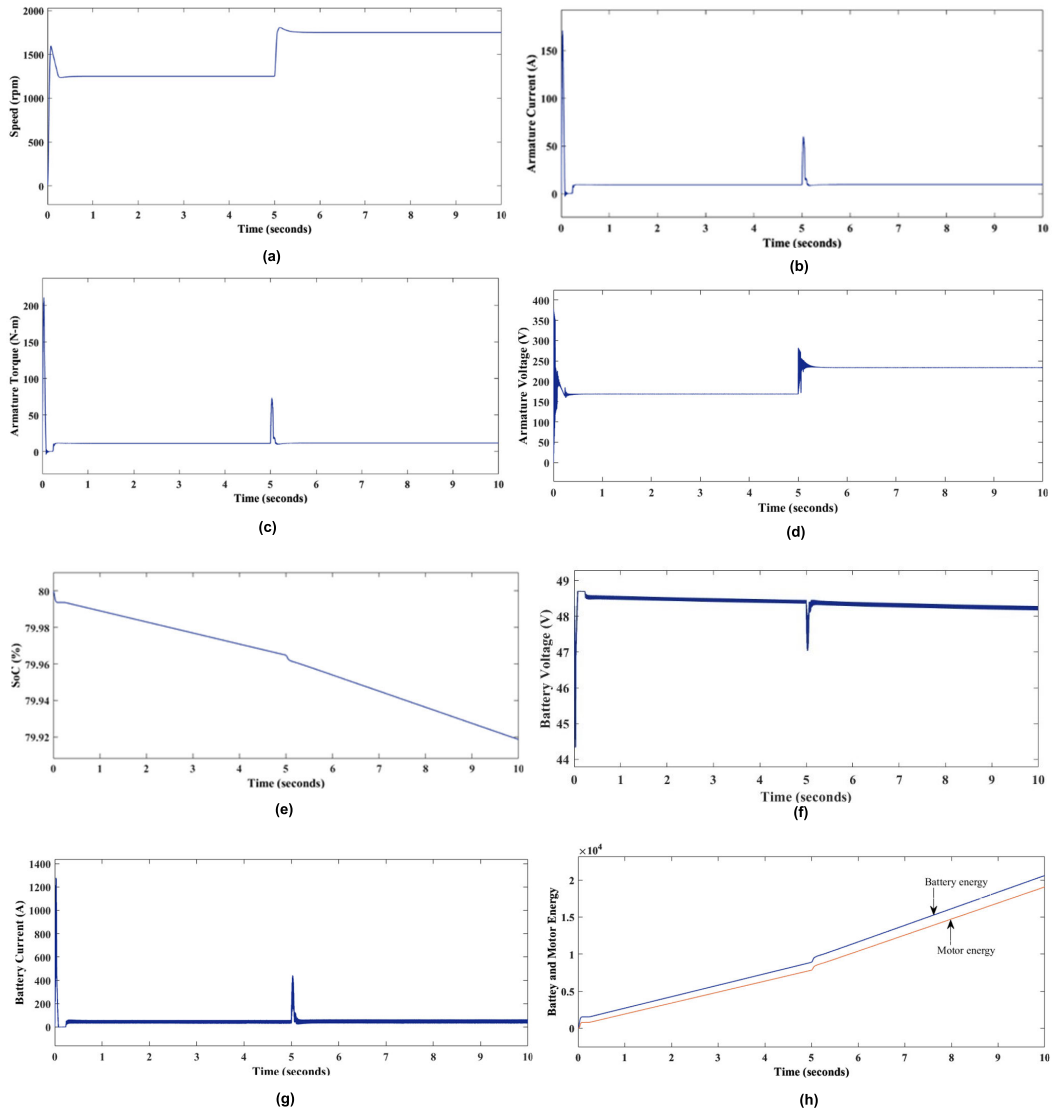 2000
1500
1000
500
0
Speed (rpm)
0 1 2 3 4 5 6 7 8 9 10
Time (seconds)
(a)
150
100
50
0
Armature Current (A)
0 1 2 3 4 5 6 7 8 9 10
Time (seconds)
(b)
200
150
100
50
0
Armature Torque (N-m)
0 1 2 3 4 5 6 7 8 9 10
Time (seconds)
(c)
400
350
300
250
200
150
100
50
0
Armature Voltage (V)
0 1 2 3 4 5 6 7 8 9 10
Time (seconds)
(d)
80
79.98
79.96
79.94
79.92
SoC (%)
0 1 2 3 4 5 6 7 8 9 10
Time (seconds)
(e)
49
48
47
46
45
44
Battery Voltage (V)
0 1 2 3 4 5 6 7 8 9 10
Time (seconds)
(f)
1400
1200
1000
800
600
400
200
0
Battery Current (A)
0 1 2 3 4 5 6 7 8 9 10
Time (seconds)
(g)
×10⁴
2
1.5
1
0.5
0
Battey and Motor Energy
Battery energy
Motor energy
0 1 2 3 4 5 6 7 8 9 10
Time (seconds)
(h)